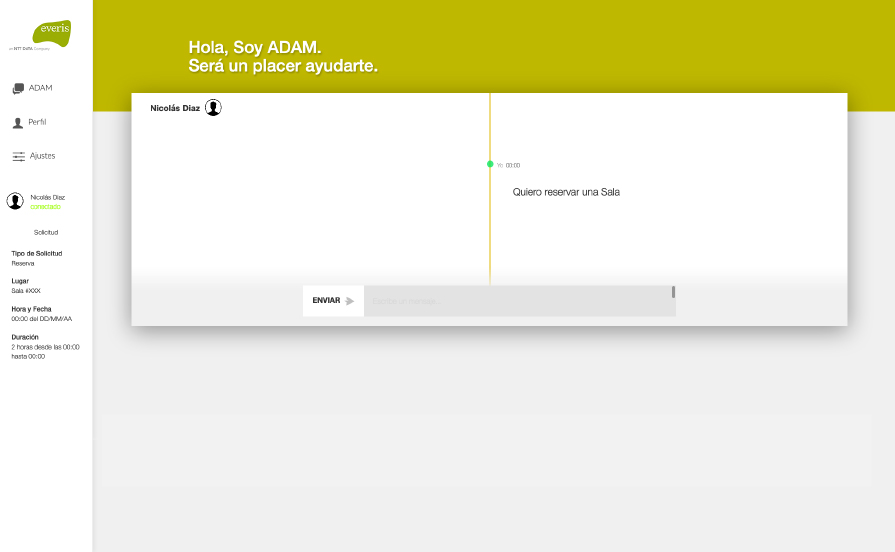 everis
an NTT DATA Company
ADAM
Perfil
Ajustes
Nicolás Diaz
conectado
Solicitud
Tipo de Solicitud
Reserva
Lugar
Sala #XXX
Hora y Fecha
00:00 del DD/MM/AA
Duración
2 horas desde las 00:00
hasta 00:00
Hola, Soy ADAM.
Será un placer ayudarte.
Nicolás Diaz
Yo 00:00
Quiero reservar una Sala
ENVIAR
Escribe un mensaje...